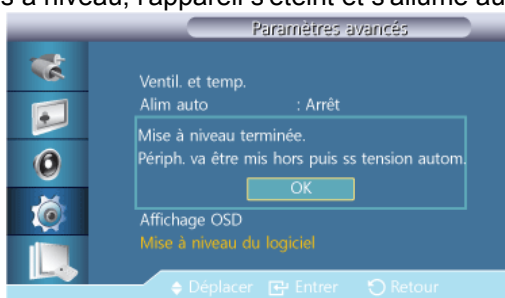 s à niveau, l'appareil s'éteint et s'allume au
Paramètres avancés
Ventil. et temp.
Alim auto : Arrêt
Mise à niveau terminée.
Périph. va être mis hors puis ss tension autom.
OK
Affichage OSD
Mise à niveau du logiciel
Déplacer Entrer Retour